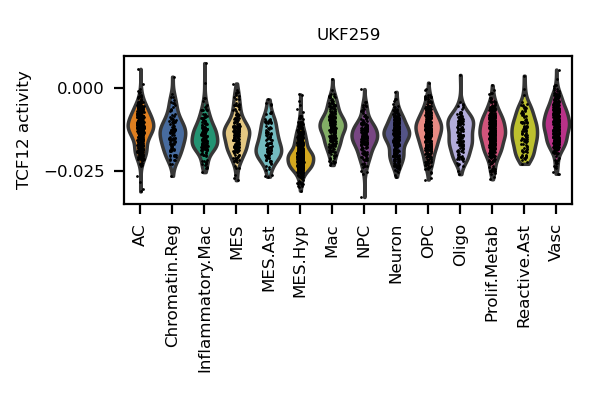 UKF259
TCF12 activity
0.000
−0.025
AC
Chromatin.Reg
Inflammatory.Mac
MES
MES.Ast
MES.Hyp
Mac
NPC
Neuron
OPC
Oligo
Prolif.Metab
Reactive.Ast
Vasc